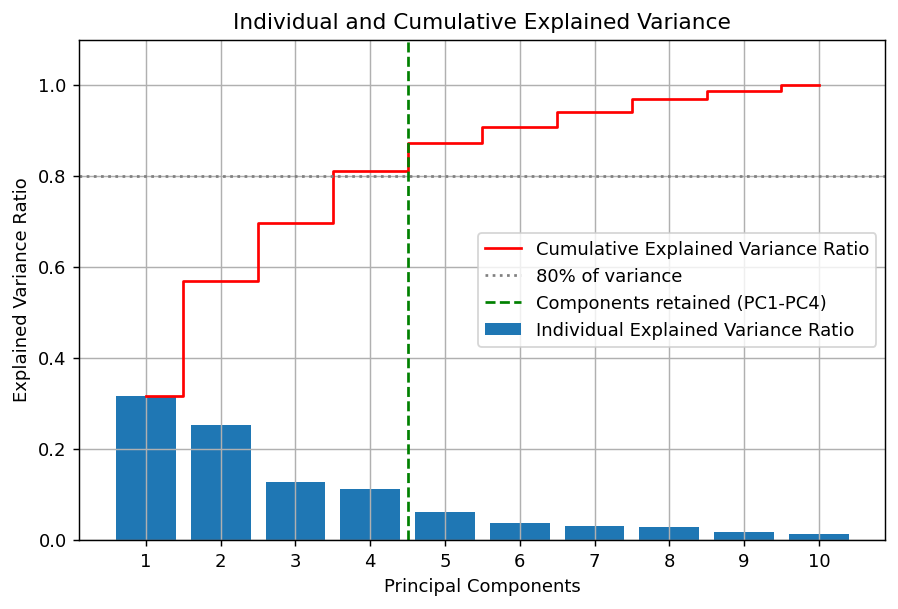 Individual and Cumulative Explained Variance
Explained Variance Ratio
1.0
0.8
0.6
0.4
0.2
0.0
Cumulative Explained Variance Ratio
80% of variance
Components retained (PC1-PC4)
Individual Explained Variance Ratio
1 2 3 4 5 6 7 8 9 10
Principal Components